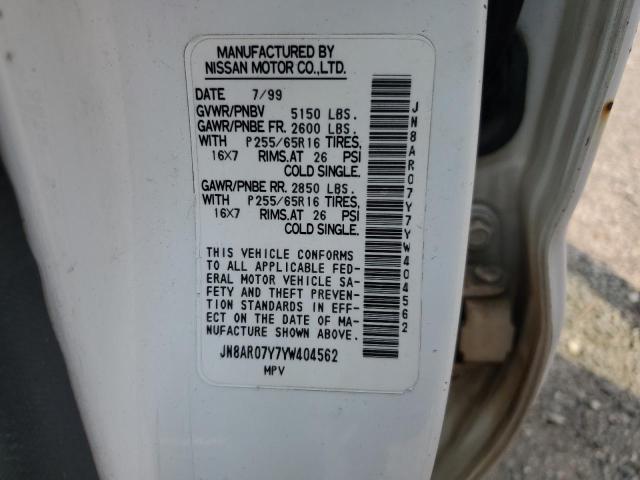 MANUFACTURED BY
NISSAN MOTOR CO.,LTD.
DATE 7/99
GVWR/PNBV 5150 LBS.
GAWR/PNBE FR. 2600 LBS.
WITH P255/65R16 TIRES,
16X7 RIMS,AT 26 PSI
COLD SINGLE.
GAWR/PNBE RR. 2850 LBS.
WITH P255/65R16 TIRES,
16X7 RIMS,AT 26 PSI
COLD SINGLE.
THIS VEHICLE CONFORMS
TO ALL APPLICABLE FED-
ERAL MOTOR VEHICLE SA-
FETY AND THEFT PREVEN-
TION STANDARDS IN EFF-
ECT ON THE DATE OF MA-
NUFACTURE SHOWN ABOVE.
JN8AR07Y7YW404562
MPV
JN8AR07Y7YW404562